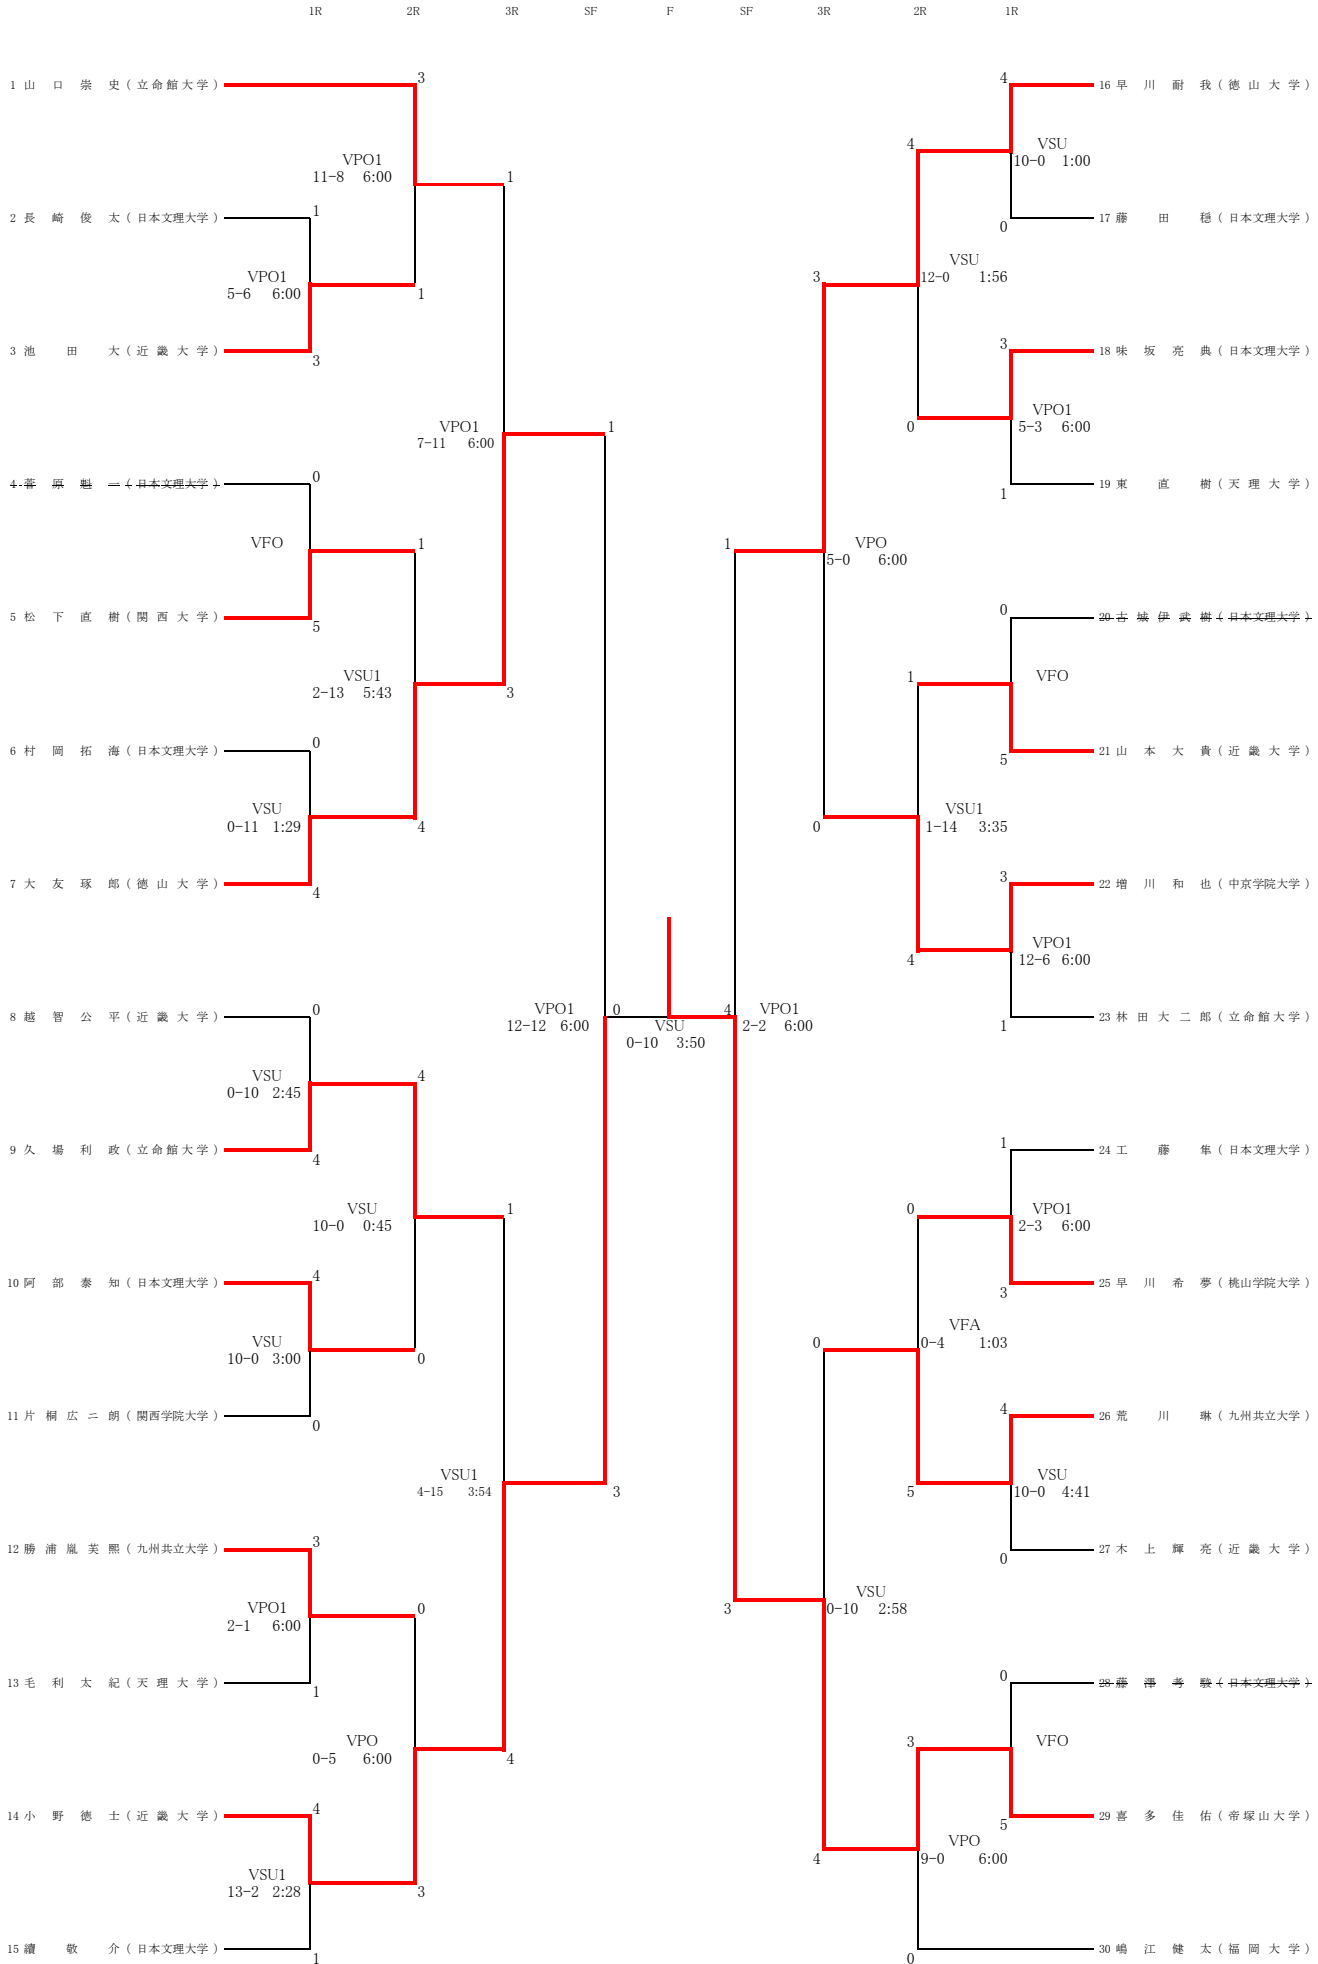 1R 2R 3R SF F SF 3R 2R 1R
1 山口崇史 (立命館大学)
3
VPO1
11-8 6:00
1
2 長崎俊太 (日本文理大学)
1
VPO1
5-6 6:00
1
3 池田大 (近畿大学)
3
VPO1
7-11 6:00
1
4 菅原魁一 (日本文理大学)
0
VFO
1
5 松下直樹 (関西大学)
5
VSU1
2-13 5:43
3
6 村岡拓海 (日本文理大学)
0
VSU
0-11 1:29
4
7 大友琢郎 (徳山大学)
4
8 越智公平 (近畿大学)
0
VPO1
12-12 6:00
0
VSU
0-10 3:50
4
VPO1
2-2 6:00
VSU
0-10 2:45
4
9 久場利政 (立命館大学)
4
VSU
10-0 0:45
1
10 阿部泰知 (日本文理大学)
4
VSU
10-0 3:00
0
11 片桐広ニ朗 (関西学院大学)
0
VSU1
4-15 3:54
3
12 勝浦胤芙熙 (九州共立大学)
3
VPO1
2-1 6:00
0
13 毛利太紀 (天理大学)
1
VPO
0-5 6:00
4
14 小野徳士 (近畿大学)
4
VSU1
13-2 2:28
3
15 續敬介 (日本文理大学)
1
4
16 早川耐我 (徳山大学)
4
VSU
10-0 1:00
0
17 藤田穏 (日本文理大学)
3
VSU
12-0 1:56
3
18 味坂亮典 (日本文理大学)
VPO1
5-3 6:00
0
1
19 東直樹 (天理大学)
1
VPO
5-0 6:00
0
20 古城伊武樹 (日本文理大学)
1
VFO
5
21 山本大貴 (近畿大学)
0
VSU1
1-14 3:35
3
22 増川和也 (中京学院大学)
VPO1
12-6 6:00
4
1
23 林田大二郎 (立命館大学)
1
24 工藤隼 (日本文理大学)
0
VPO1
2-3 6:00
3
25 早川希夢 (桃山学院大学)
0
VFA
0-4 1:03
4
26 荒川琳 (九州共立大学)
VSU
10-0 4:41
5
0
27 木上輝亮 (近畿大学)
3
VSU
0-10 2:58
0
28 藤澤考駿 (日本文理大学)
3
VFO
5
29 喜多佳佑 (帝塚山大学)
4
VPO
9-0 6:00
0
30 嶋江健太 (福岡大学)